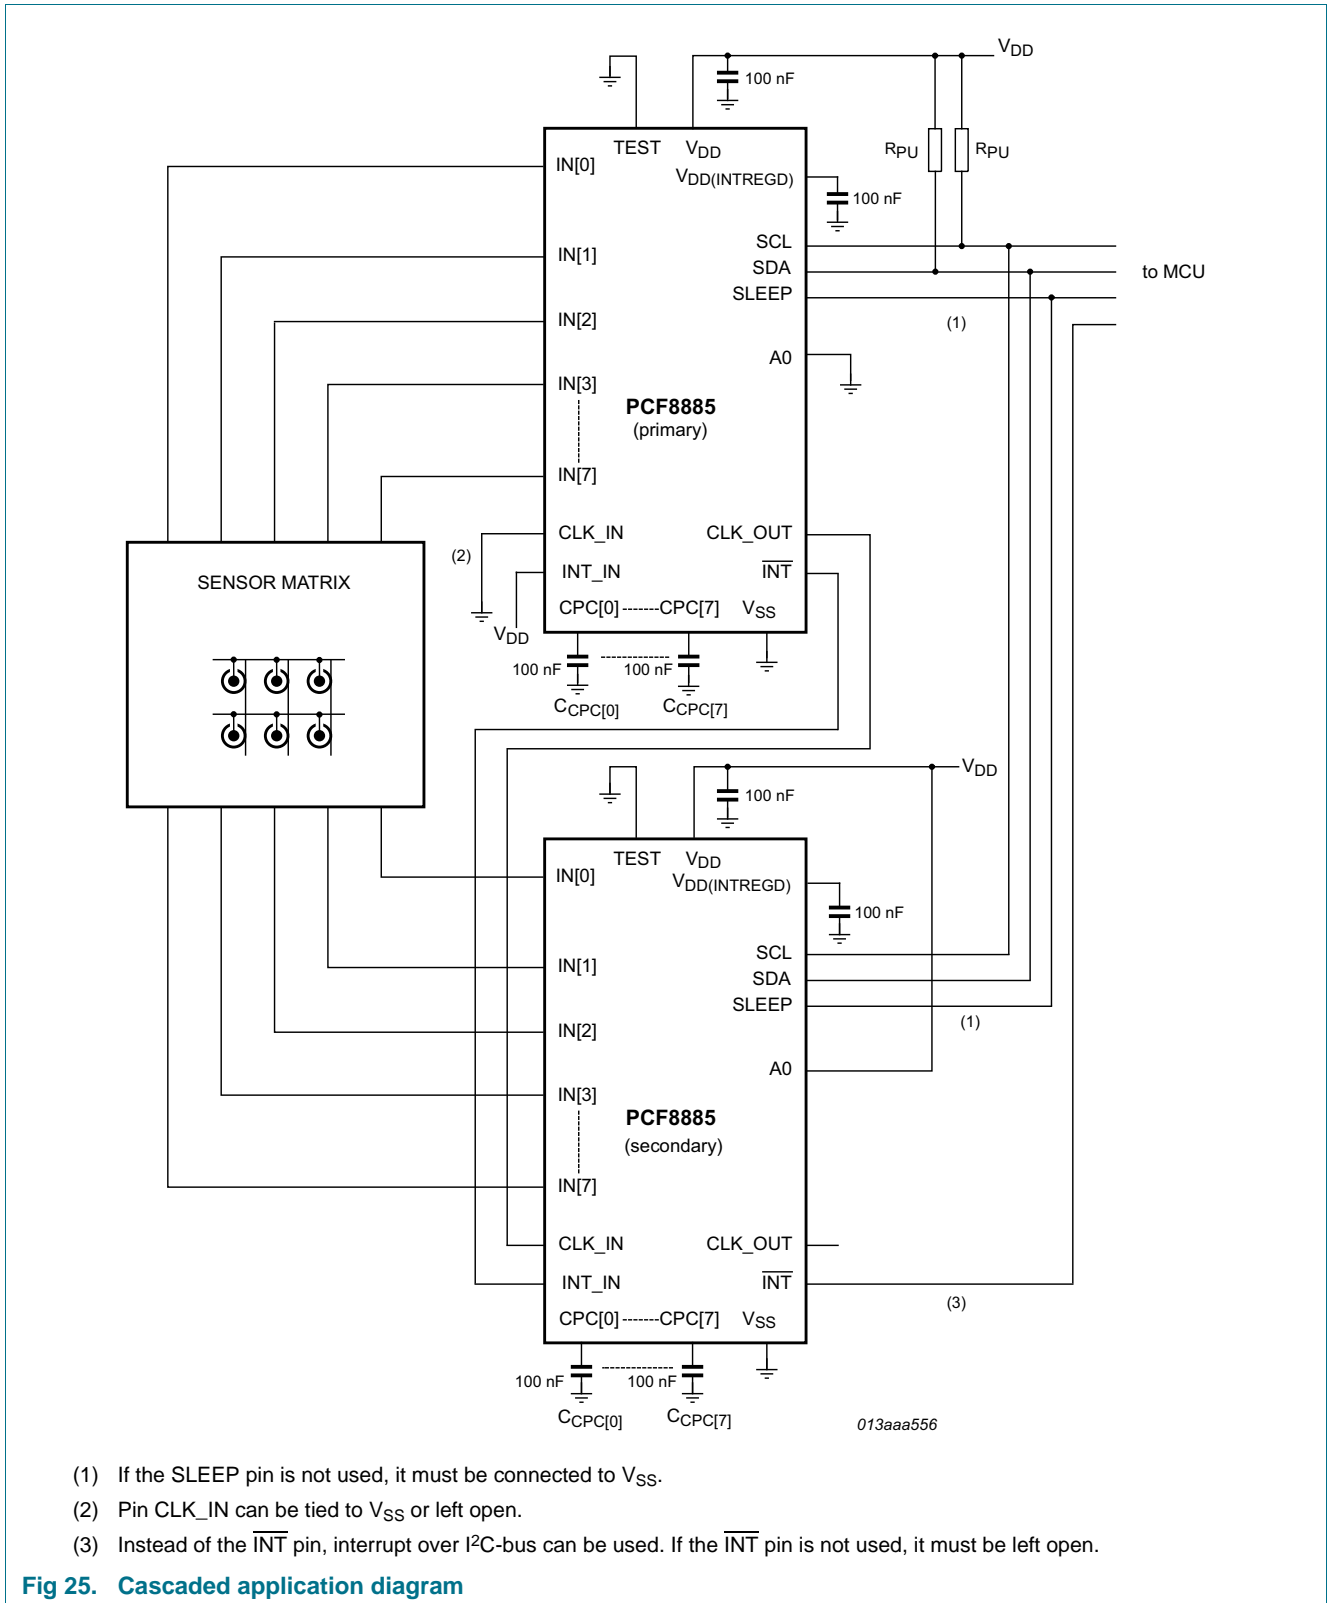 VDD
100 nF
TEST VDD
RPU RPU
IN[0]
VDD(INTREGD)
100 nF
SCL
IN[1]
SDA
to MCU
SLEEP
IN[2]
(1)
A0
IN[3]
PCF8885
(primary)
IN[7]
CLK_IN CLK_OUT
(2)
INT_IN INT
SENSOR MATRIX
CPC[0] CPC[7] VSS
VDD
100 nF 100 nF
CCPC[0] CCPC[7]
VDD
100 nF
TEST VDD
IN[0]
VDD(INTREGD)
100 nF
SCL
IN[1]
SDA
SLEEP
(1)
IN[2]
A0
IN[3]
PCF8885
(secondary)
IN[7]
CLK_IN CLK_OUT
INT_IN INT
(3)
CPC[0] CPC[7] VSS
100 nF 100 nF
CCPC[0] CCPC[7]
013aaa556
(1) If the SLEEP pin is not used, it must be connected to VSS.
(2) Pin CLK_IN can be tied to VSS or left open.
(3) Instead of the INT pin, interrupt over I2C-bus can be used. If the INT pin is not used, it must be left open.
Fig 25. Cascaded application diagram